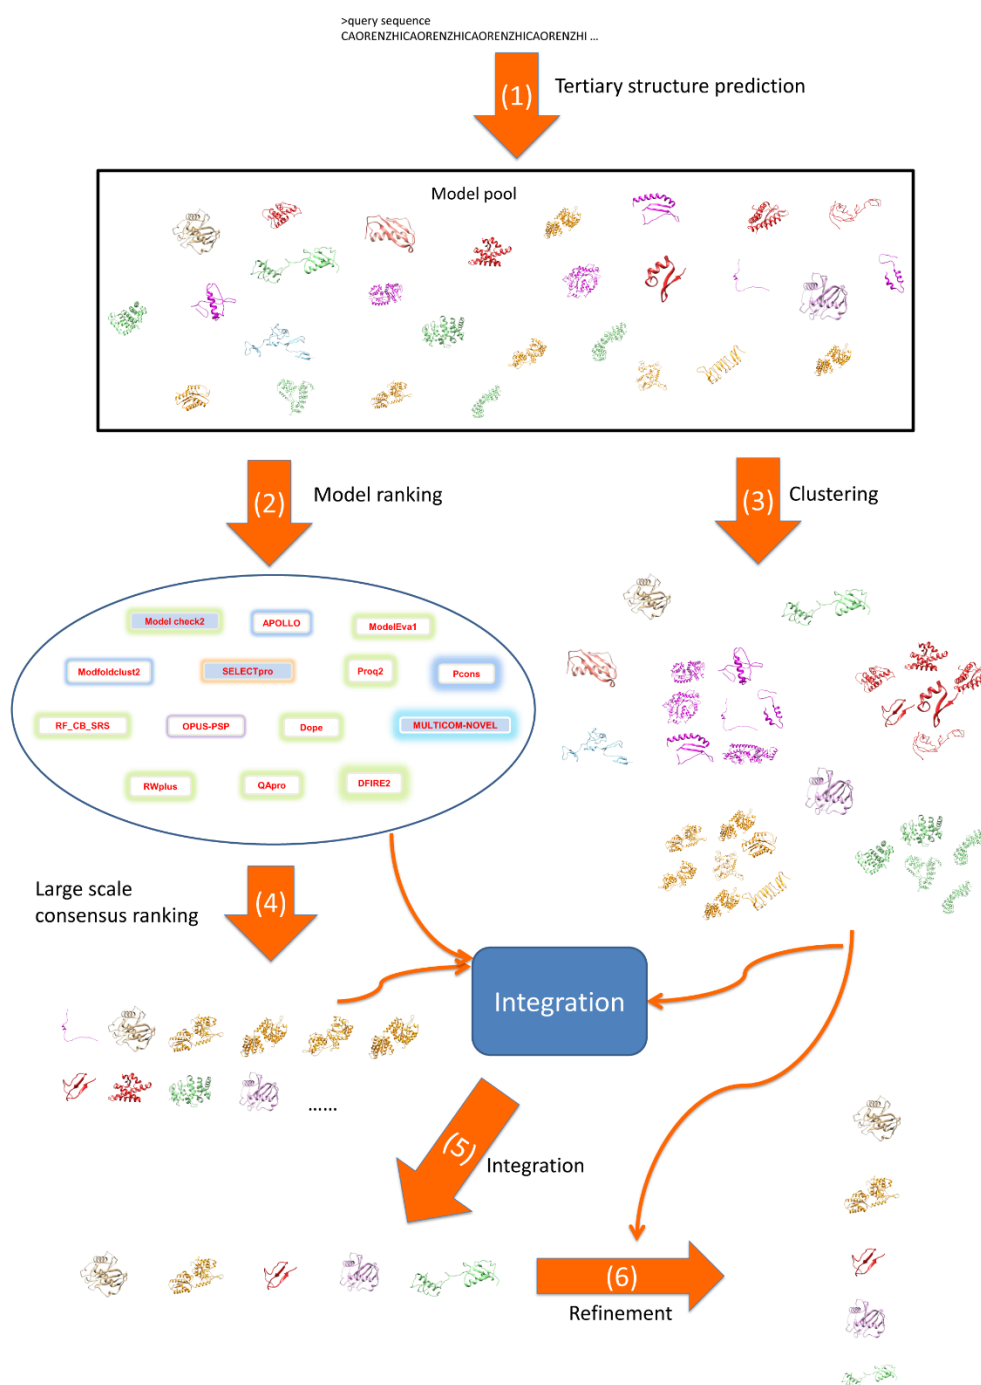 >query sequence
CAORENZHICAORENZHICAORENZHICAORENZHI ...
(1)
Tertiary structure prediction
Model pool
(2)
Model ranking
(3)
Clustering
Model check2
APOLLO
ModelEva1
Modfoldclust2
SELECTpro
Proq2
Pcons
RF_CB_SRS
OPUS-PSP
Dope
MULTICOM-NOVEL
RWplus
QApro
DFIRE2
Large scale
consensus ranking
(4)
Integration
......
(5)
Integration
(6)
Refinement